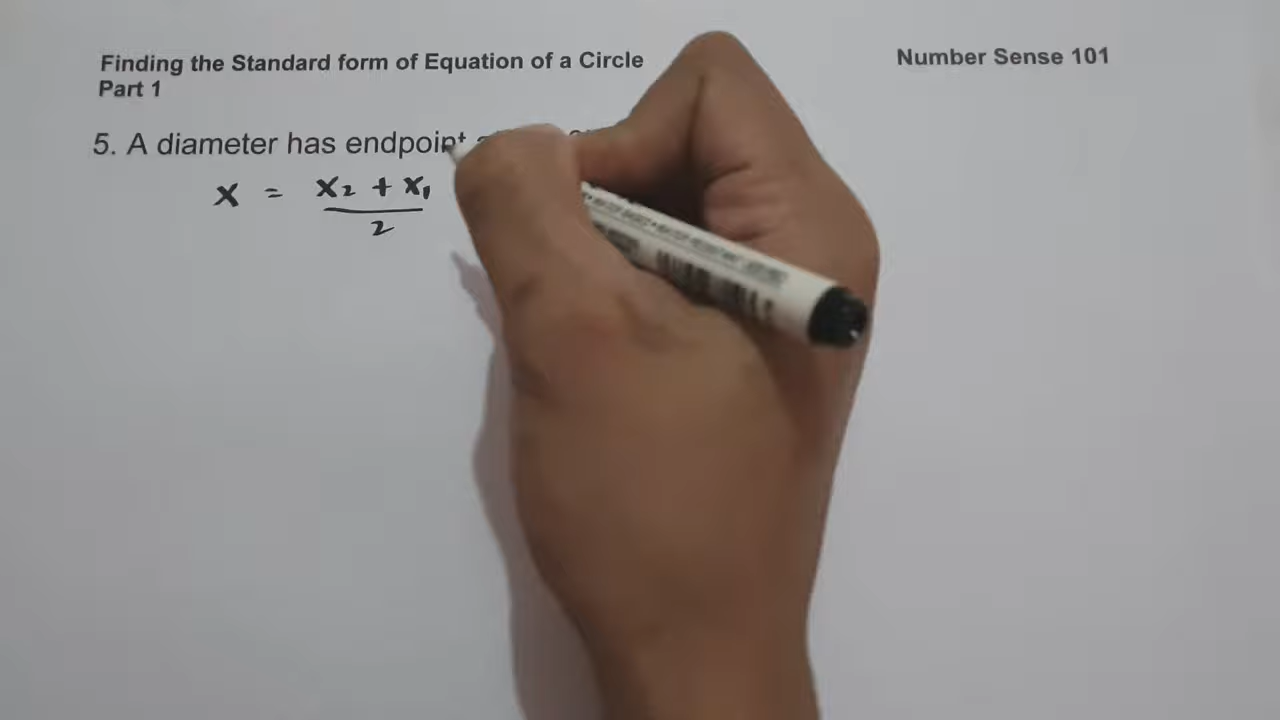 Finding the Standard form of Equation of a Circle
Number Sense 101
Part 1
5. A diameter has endpoint
x = x₂ + x₁
2